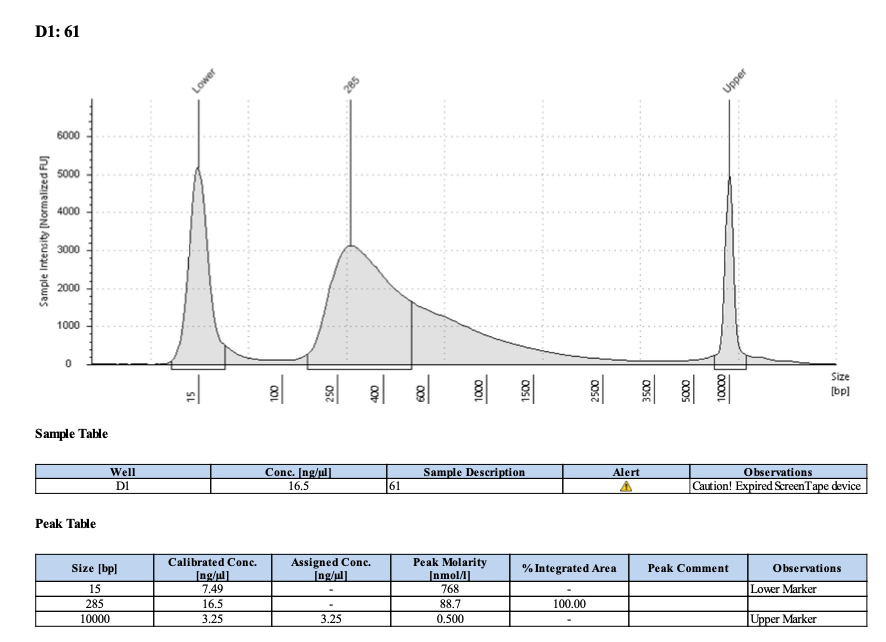 D1: 61
Lower
285
Upper
Sample Intensity [Normalized FU]
6000
5000
4000
3000
2000
1000
0
15
100
250
400
600
1000
1500
2500
3500
5000
10000
Size
[bp]
Sample Table
Well Conc. [ng/µl] Sample Description Alert Observations
D1 16.5 61 Caution! Expired ScreenTape device
Peak Table
Size [bp] Calibrated Conc. [ng/µl] Assigned Conc. [ng/µl] Peak Molarity [nmol/l] % Integrated Area Peak Comment Observations
15 7.49 - 768 - Lower Marker
285 16.5 - 88.7 100.00
10000 3.25 3.25 0.500 - Upper Marker